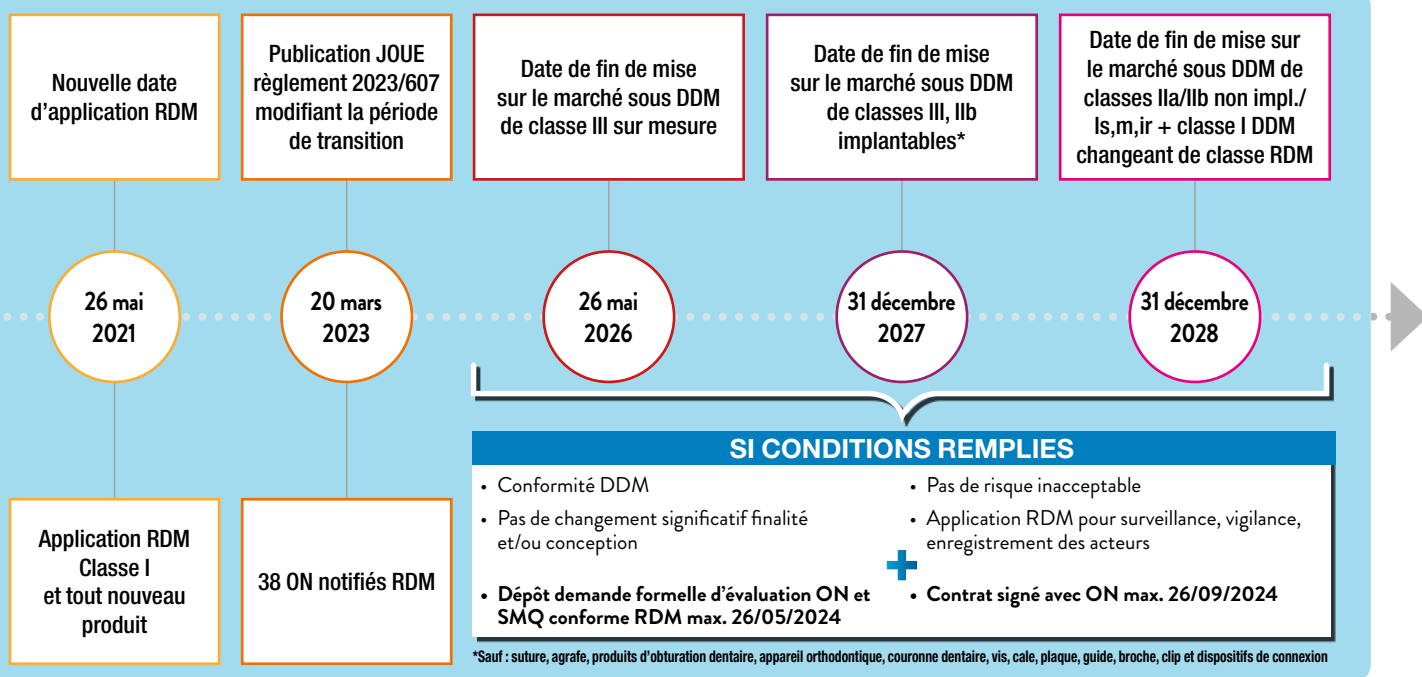 Nouvelle date
d'application RDM
Publication JOUE
règlement 2023/607
modifiant la période
de transition
Date de fin de mise
sur le marché sous DDM
de classe III sur mesure
Date de fin de mise
sur le marché sous DDM
de classes III, IIb
implantables*
Date de fin de mise sur
le marché sous DDM de
classes IIa/IIb non impl./
Is,m,ir + classe I DDM
changeant de classe RDM
26 mai
2021
20 mars
2023
26 mai
2026
31 décembre
2027
31 décembre
2028
Application RDM
Classe I
et tout nouveau
produit
38 ON notifiés RDM
SI CONDITIONS REMPLIES
• Conformité DDM
• Pas de changement significatif finalité
et/ou conception
• Dépôt demande formelle d'évaluation ON et
SMQ conforme RDM max. 26/05/2024
• Pas de risque inacceptable
• Application RDM pour surveillance, vigilance,
enregistrement des acteurs
• Contrat signé avec ON max. 26/09/2024
*Sauf : suture, agrafe, produits d'obturation dentaire, appareil orthodontique, couronne dentaire, vis, cale, plaque, guide, broche, clip et dispositifs de connexion